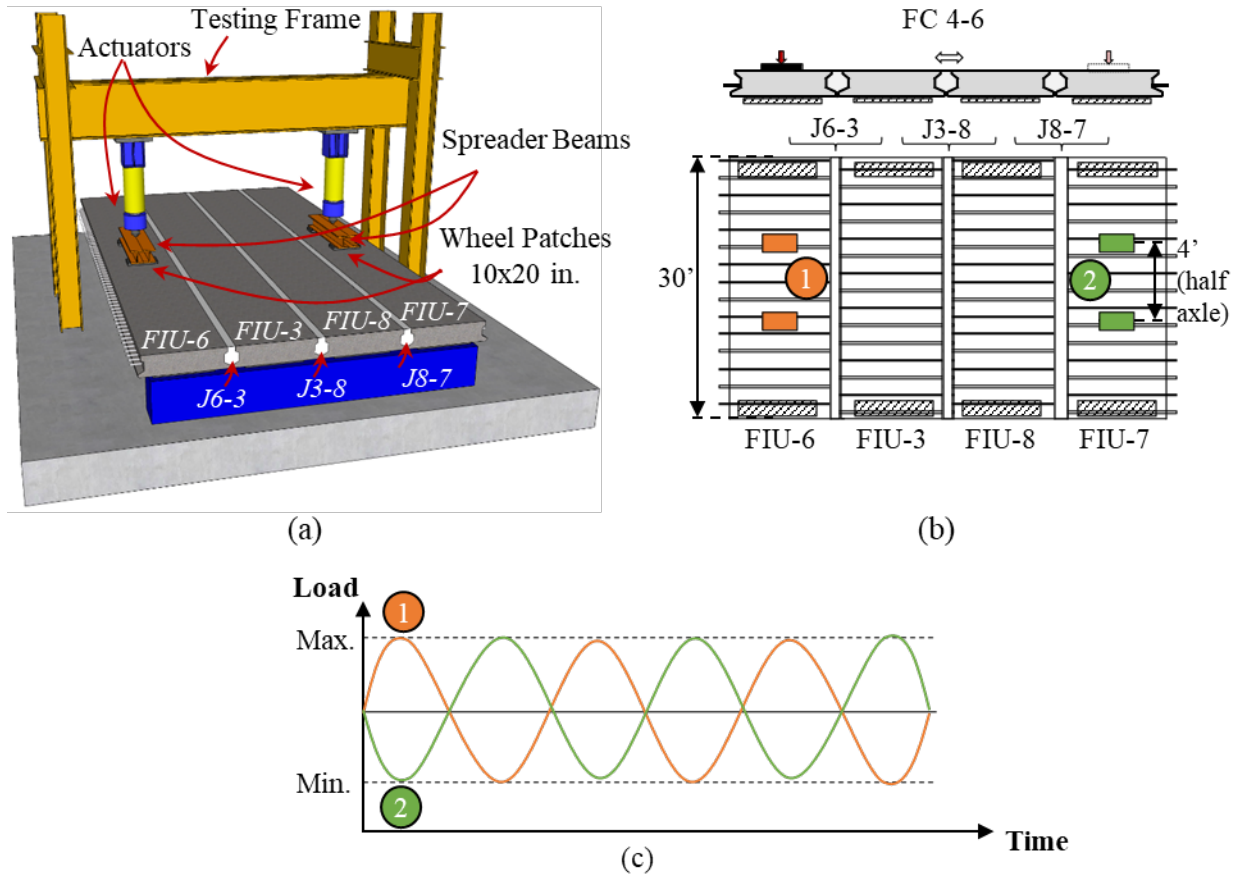 Testing Frame
Actuators
Spreader Beams
Wheel Patches
10x20 in.
FIU-6
FIU-3
FIU-8
FIU-7
J6-3
J3-8
J8-7
(a)
FC 4-6
J6-3
J3-8
J8-7
30’
1
2
4’
(half
axle)
FIU-6
FIU-3
FIU-8
FIU-7
(b)
Load
1
Max.
Min.
2
Time
(c)